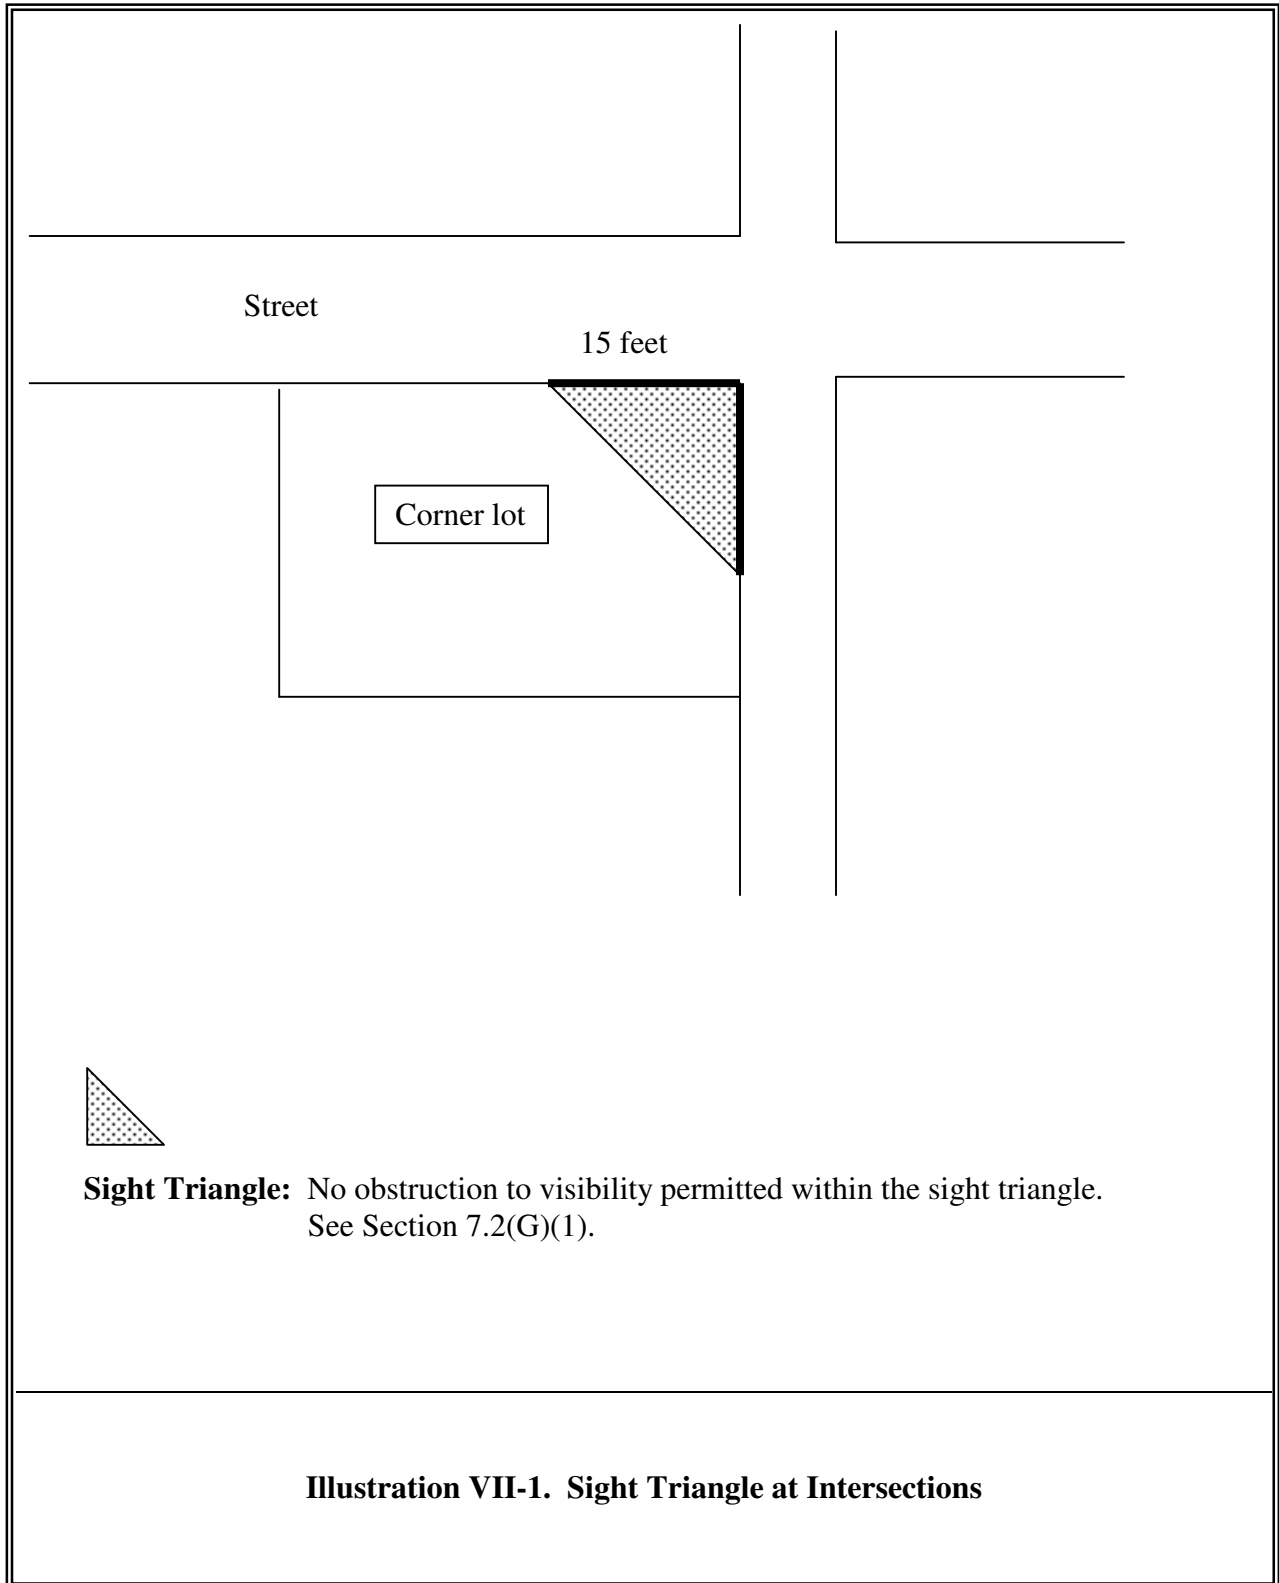 Street
15 feet
Corner lot
Sight Triangle: No obstruction to visibility permitted within the sight triangle.
See Section 7.2(G)(1).
Illustration VII-1. Sight Triangle at Intersections